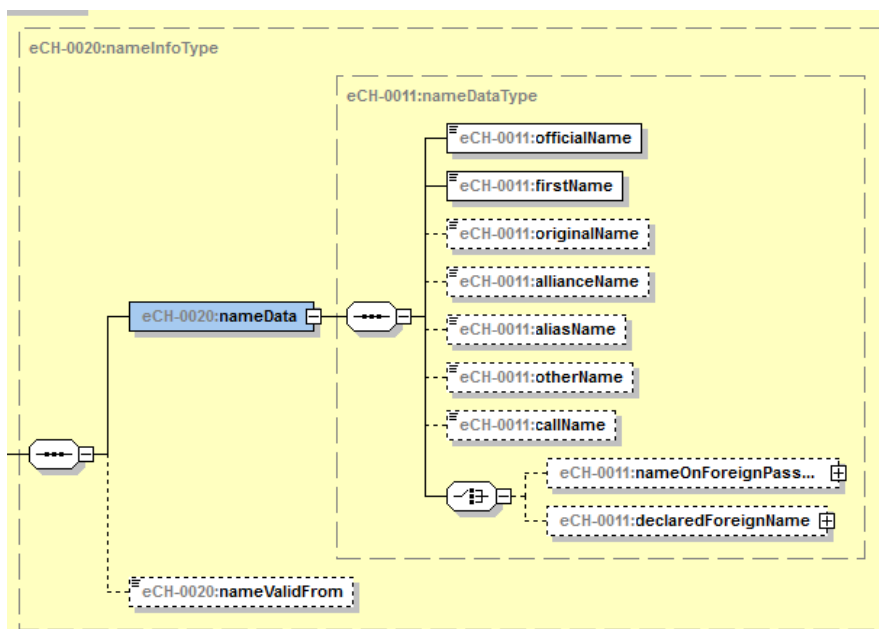 eCH-0020:nameInfoType
eCH-0011:nameDataType
eCH-0011:officialName
eCH-0011:firstName
eCH-0011:originalName
eCH-0011:allianceName
eCH-0020:nameData
eCH-0011:aliasName
eCH-0011:otherName
eCH-0011:callName
eCH-0011:nameOnForeignPass...
eCH-0011:declaredForeignName
eCH-0020:nameValidFrom